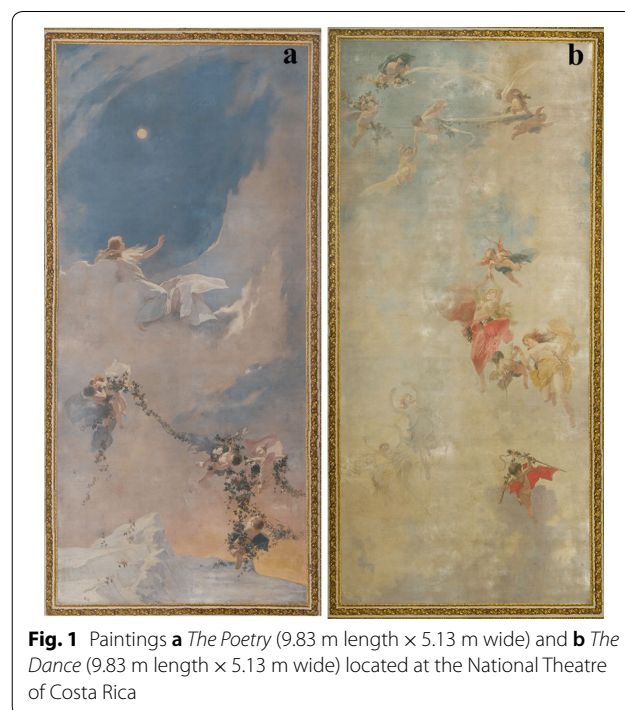 a
b
Fig. 1 Paintings a The Poetry (9.83 m length × 5.13 m wide) and b The
Dance (9.83 m length × 5.13 m wide) located at the National Theatre
of Costa Rica